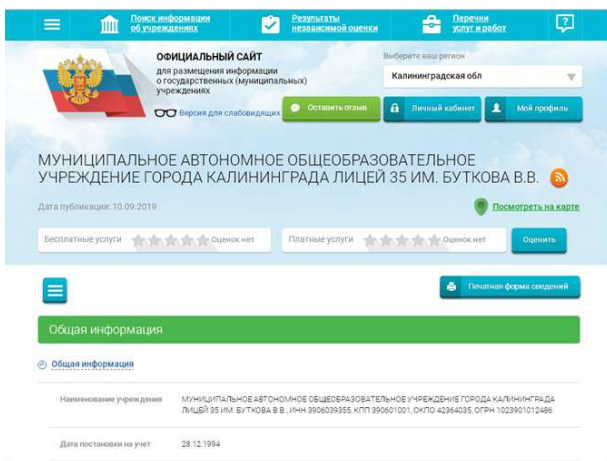 Поиск информации
об учреждениях
Результаты
независимой оценки
Перечни
услуг и работ
?
ОФИЦИАЛЬНЫЙ САЙТ
для размещения информации
о государственных (муниципальных)
учреждениях
Версия для слабовидящих
Выберите ваш регион
Калининградская обл
Оставить отзыв
Личный кабинет
Мой профиль
МУНИЦИПАЛЬНОЕ АВТОНОМНОЕ ОБЩЕОБРАЗОВАТЕЛЬНОЕ
УЧРЕЖДЕНИЕ ГОРОДА КАЛИНИНГРАДА ЛИЦЕЙ 35 ИМ. БУТКОВА В.В.
Дата публикации: 10.09.2019
Посмотреть на карте
Бесплатные услуги Оценок нет
Платные услуги Оценок нет
Оценить
Печатная форма сведений
Общая информация
Общая информация
Наименование учреждения
МУНИЦИПАЛЬНОЕ АВТОНОМНОЕ ОБЩЕОБРАЗОВАТЕЛЬНОЕ УЧРЕЖДЕНИЕ ГОРОДА КАЛИНИНГРАДА
ЛИЦЕЙ 35 ИМ. БУТКОВА В.В., ИНН 3906039355, КПП 390601001, ОКПО 42364035, ОГРН 1023901012486
Дата постановки на учет
28.12.1994